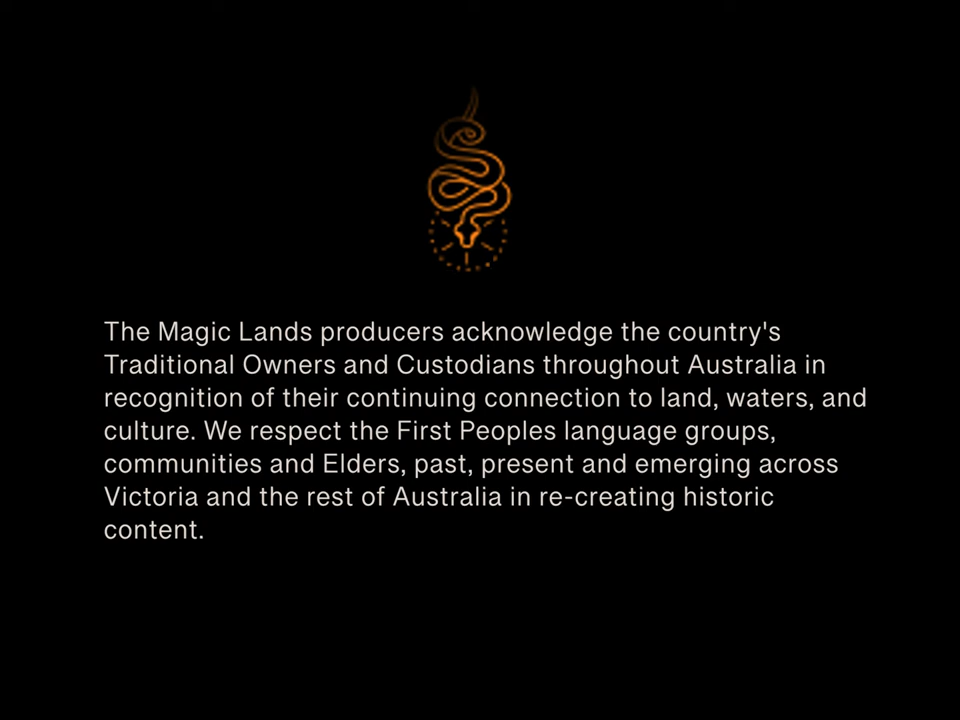 The Magic Lands producers acknowledge the country's
Traditional Owners and Custodians throughout Australia in
recognition of their continuing connection to land, waters, and
culture. We respect the First Peoples language groups,
communities and Elders, past, present and emerging across
Victoria and the rest of Australia in re-creating historic
content.